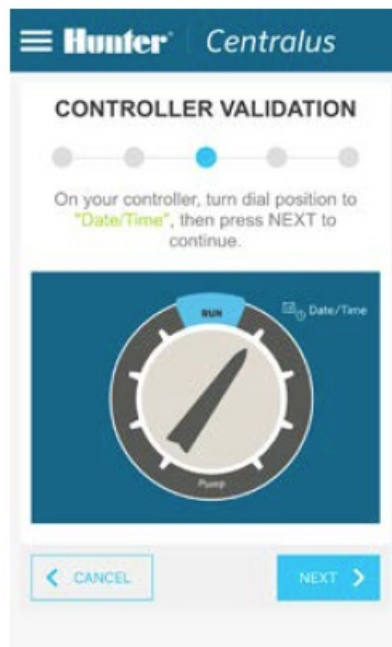 Hunter® Centralus
CONTROLLER VALIDATION
On your controller, turn dial position to
"Date/Time", then press NEXT to
continue.
RUN
Date/Time
Pump
CANCEL
NEXT